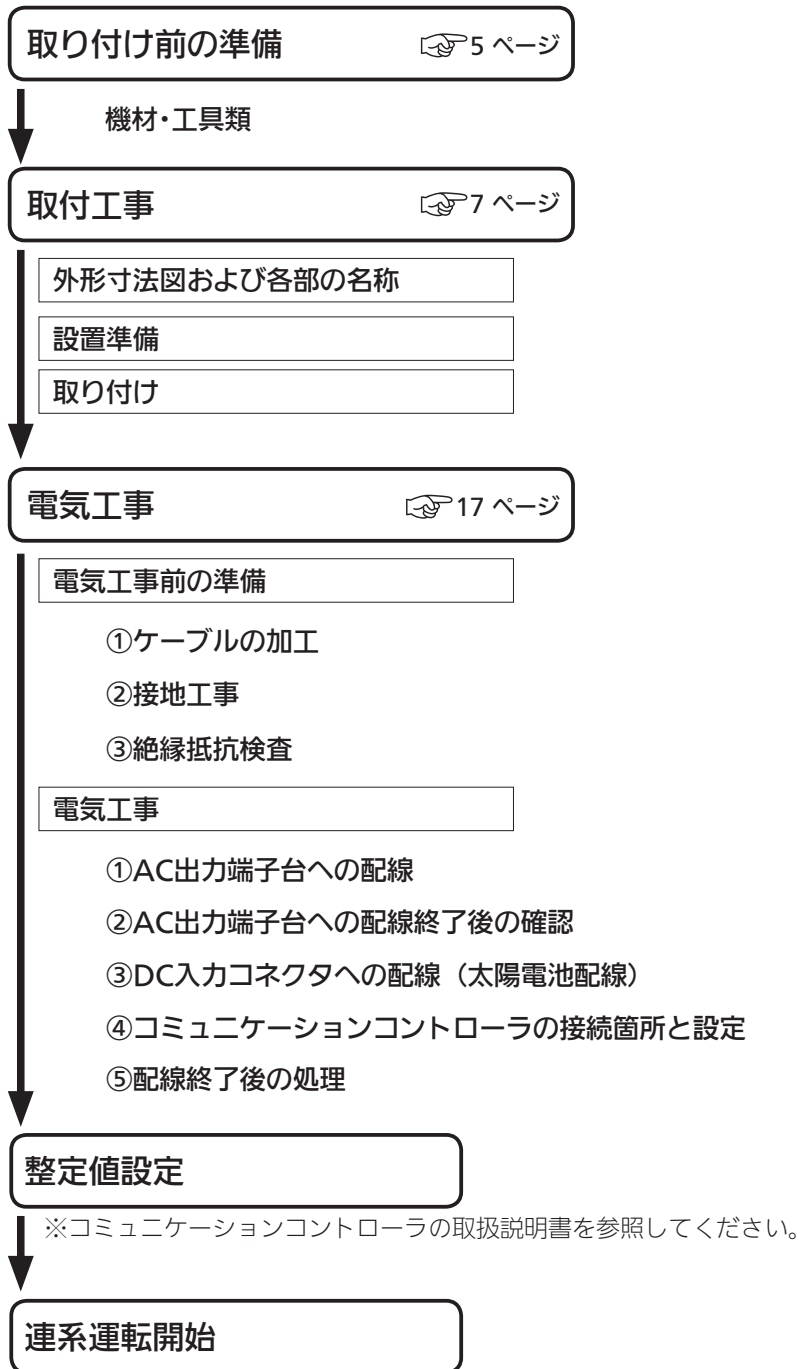 取り付け前の準備 ☞5 ページ
機材・工具類
取付工事 ☞7 ページ
外形寸法図および各部の名称
設置準備
取り付け
電気工事 ☞17 ページ
電気工事前の準備
①ケーブルの加工
②接地工事
③絶縁抵抗検査
電気工事
①AC出力端子台への配線
②AC出力端子台への配線終了後の確認
③DC入力コネクタへの配線（太陽電池配線）
④コミュニケーションコントローラの接続箇所と設定
⑤配線終了後の処理
整定値設定
※コミュニケーションコントローラの取扱説明書を参照してください。
連系運転開始